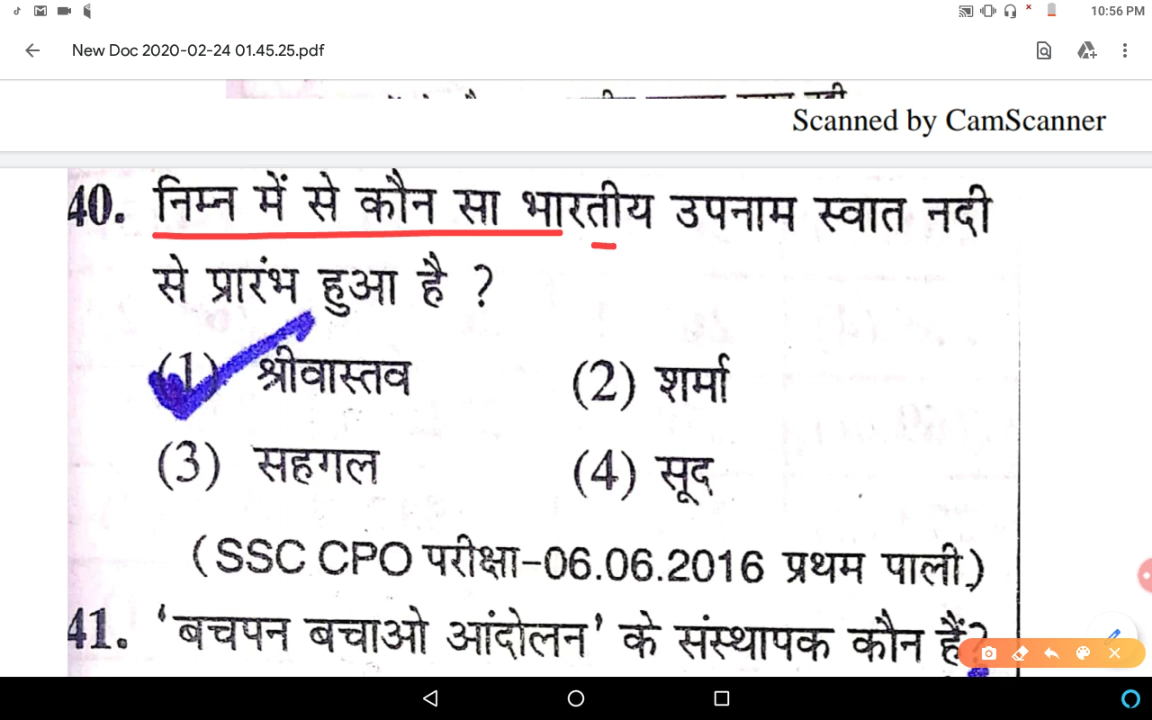 10:56 PM
New Doc 2020-02-24 01.45.25.pdf
Scanned by CamScanner
40. निम्न में से कौन सा भारतीय उपनाम स्वात नदी
से प्रारंभ हुआ है ?
(1) श्रीवास्तव (2) शर्मा
(3) सहगल (4) सूद
(SSC CPO परीक्षा-06.06.2016 प्रथम पाली)
41. 'बचपन बचाओ आंदोलन' के संस्थापक कौन हैं?